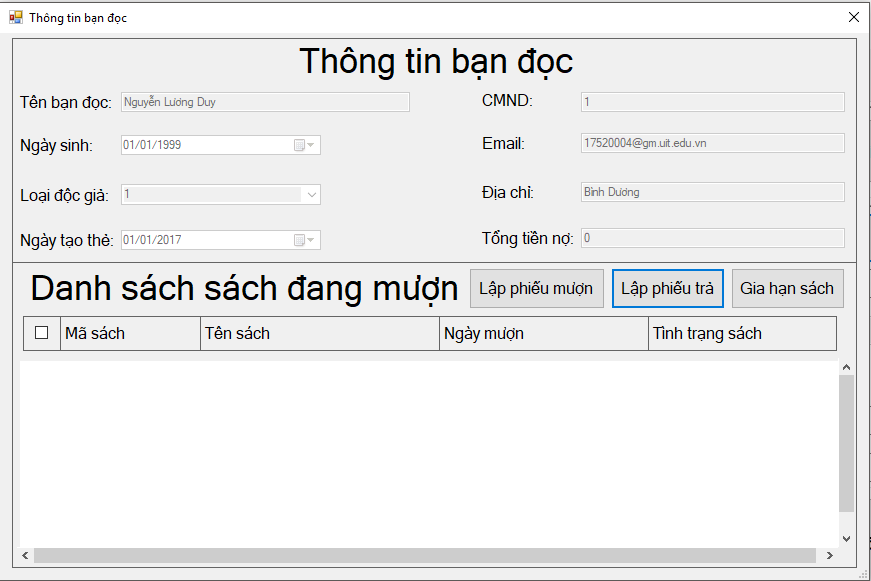 Thông tin bạn đọc
Thông tin bạn đọc
Tên bạn đọc: Nguyễn Lương Duy
CMND: 1
Ngày sinh: 01/01/1999
Email: 17520004@gm.uit.edu.vn
Loại độc giả: 1
Địa chỉ: Bình Dương
Ngày tạo thẻ: 01/01/2017
Tổng tiền nợ: 0
Danh sách sách đang mượn Lập phiếu mượn Lập phiếu trả Gia hạn sách
Mã sách Tên sách Ngày mượn Tình trạng sách